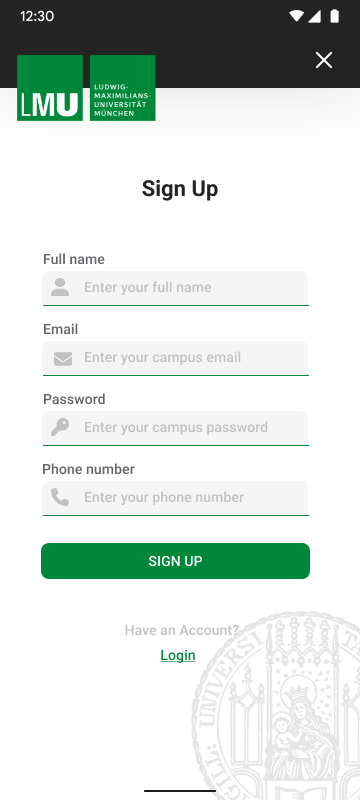 12:30
LMU
LUDWIG-
MAXIMILIANS-
UNIVERSITÄT
MÜNCHEN
Sign Up
Full name
Enter your full name
Email
Enter your campus email
Password
Enter your campus password
Phone number
Enter your phone number
SIGN UP
Have an Account?
Login